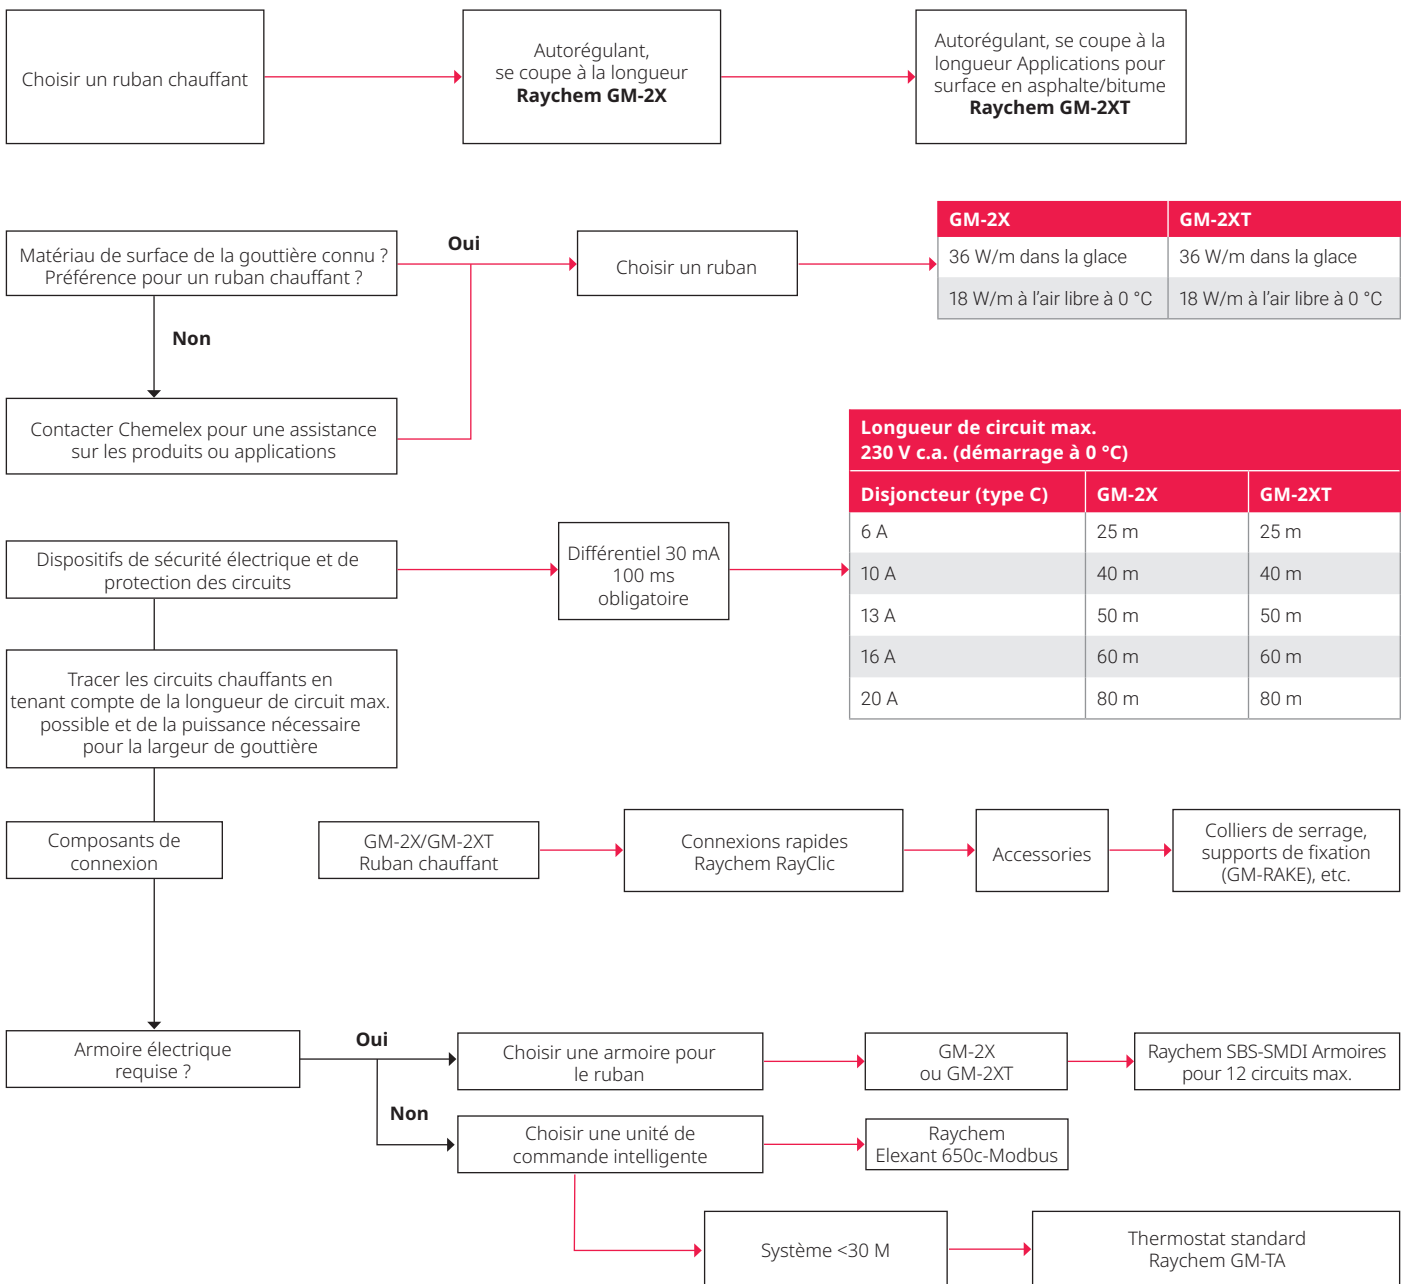 Choisir un ruban chauffant
Autorégulant,
se coupe à la longueur
Raychem GM-2X
Autorégulant, se coupe à la
longueur Applications pour
surface en asphalte/bitume
Raychem GM-2XT
Matériau de surface de la gouttière connu ?
Préférence pour un ruban chauffant ?
Oui
Choisir un ruban
GM-2X GM-2XT
36 W/m dans la glace 36 W/m dans la glace
18 W/m à l’air libre à 0 °C 18 W/m à l’air libre à 0 °C
Non
Contacter Chemelex pour une assistance
sur les produits ou applications
Longueur de circuit max.
230 V c.a. (démarrage à 0 °C)
Disjoncteur (type C) GM-2X GM-2XT
6 A 25 m 25 m
10 A 40 m 40 m
13 A 50 m 50 m
16 A 60 m 60 m
20 A 80 m 80 m
Dispositifs de sécurité électrique et de
protection des circuits
Différentiel 30 mA
100 ms
obligatoire
Tracer les circuits chauffants en
tenant compte de la longueur de circuit max.
possible et de la puissance nécessaire
pour la largeur de gouttière
Composants de
connexion
GM-2X/GM-2XT
Ruban chauffant
Connexions rapides
Raychem RayClic
Accessories
Colliers de serrage,
supports de fixation
(GM-RAKE), etc.
Armoire électrique
requise ?
Oui
Choisir une armoire pour
le ruban
GM-2X
ou GM-2XT
Raychem SBS-SMDI Armoires
pour 12 circuits max.
Non
Choisir une unité de
commande intelligente
Raychem
Elexant 650c-Modbus
Système <30 M
Thermostat standard
Raychem GM-TA